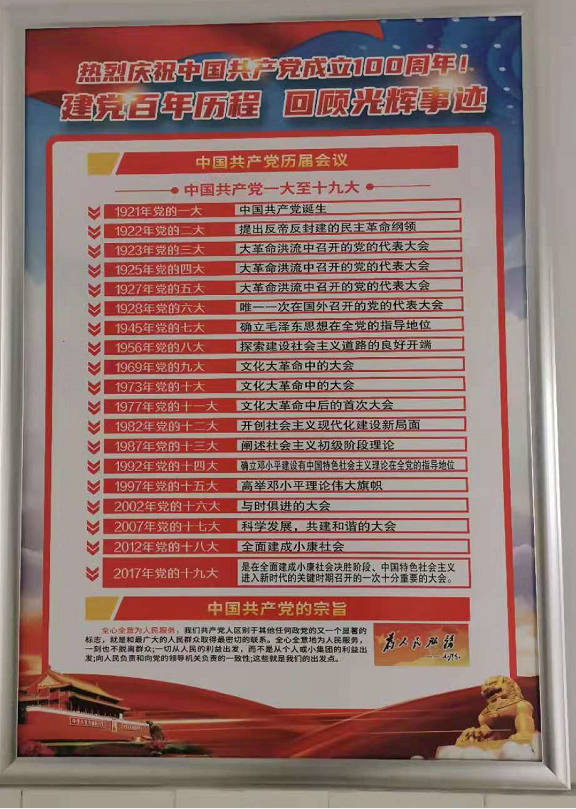 热烈庆祝中国共产党成立100周年!
建党百年历程 回顾光辉事迹
中国共产党历届会议
中国共产党一大至十九大
1921年党的一大 中国共产党诞生
1922年党的二大 提出反帝反封建的民主革命纲领
1923年党的三大 大革命洪流中召开的党的代表大会
1925年党的四大 大革命洪流中召开的党的代表大会
1927年党的五大 大革命洪流中召开的党的代表大会
1928年党的六大 唯一一次在国外召开的党的代表大会
1945年党的七大 确立毛泽东思想在全党的指导地位
1956年党的八大 探索建设社会主义道路的良好开端
1969年党的九大 文化大革命中的大会
1973年党的十大 文化大革命中的大会
1977年党的十一大 文化大革命中后的首次大会
1982年党的十二大 开创社会主义现代化建设新局面
1987年党的十三大 阐述社会主义初级阶段理论
1992年党的十四大 确立邓小平建设有中国特色社会主义理论在全党的指导地位
1997年党的十五大 高举邓小平理论伟大旗帜
2002年党的十六大 与时俱进的大会
2007年党的十七大 科学发展，共建和谐的大会
2012年党的十八大 全面建成小康社会
2017年党的十九大 是在全面建成小康社会决胜阶段、中国特色社会主义
进入新时代的关键时期召开的一次十分重要的大会。
中国共产党的宗旨
全心全意为人民服务，我们共产党人区别于其他任何政党的又一个显著的
标志，就是和最广大的人民群众取得最密切的联系。全心全意地为人民服务，
一刻也不脱离群众;一切从人民的利益出发，而不是从个人或小集团的利益出
发;向人民负责和向党的领导机关负责的一致性;这些就是我们的出发点。
为人民服务